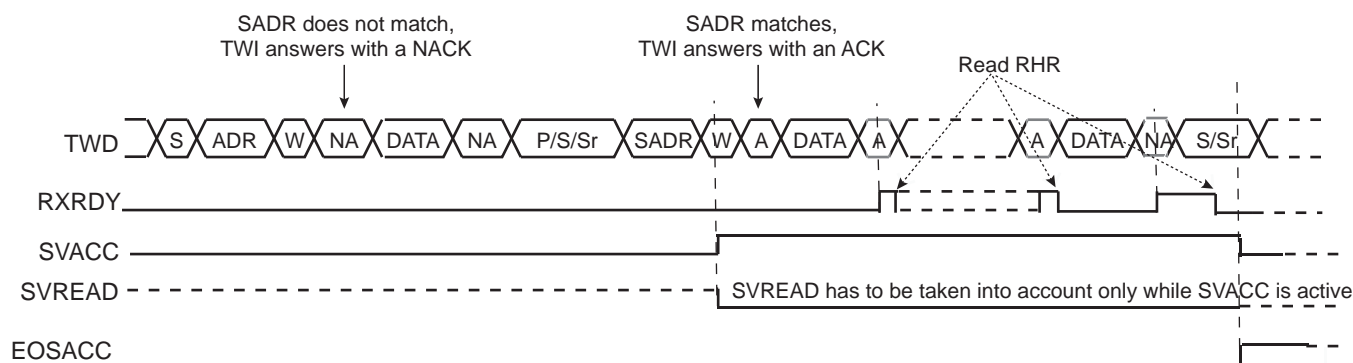 SADR does not match,
TWI answers with a NACK
SADR matches,
TWI answers with an ACK
Read RHR
TWD S ADR W NA DATA NA P/S/Sr SADR W A DATA A A DATA NA S/Sr
RXRDY
SVACC
SVREAD SVREAD has to be taken into account only while SVACC is active
EOSACC